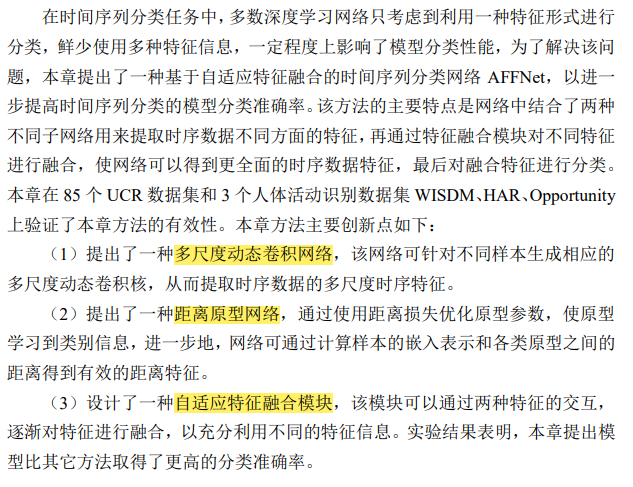 在时间序列分类任务中，多数深度学习网络只考虑到利用一种特征形式进行
分类，鲜少使用多种特征信息，一定程度上影响了模型分类性能，为了解决该问
题，本章提出了一种基于自适应特征融合的时间序列分类网络 AFFNet，以进一
步提高时间序列分类的模型分类准确率。该方法的主要特点是网络中结合了两种
不同子网络用来提取时序数据不同方面的特征，再通过特征融合模块对不同特征
进行融合，使网络可以得到更全面的时序数据特征，最后对融合特征进行分类。
本章在 85 个 UCR 数据集和 3 个人体活动识别数据集 WISDM、HAR、Opportunity
上验证了本章方法的有效性。本章方法主要创新点如下：
（1）提出了一种多尺度动态卷积网络，该网络可针对不同样本生成相应的
多尺度动态卷积核，从而提取时序数据的多尺度时序特征。
（2）提出了一种距离原型网络，通过使用距离损失优化原型参数，使原型
学习到类别信息，进一步地，网络可通过计算样本的嵌入表示和各类原型之间的
距离得到有效的距离特征。
（3）设计了一种自适应特征融合模块，该模块可以通过两种特征的交互，
逐渐对特征进行融合，以充分利用不同的特征信息。实验结果表明，本章提出模
型比其它方法取得了更高的分类准确率。